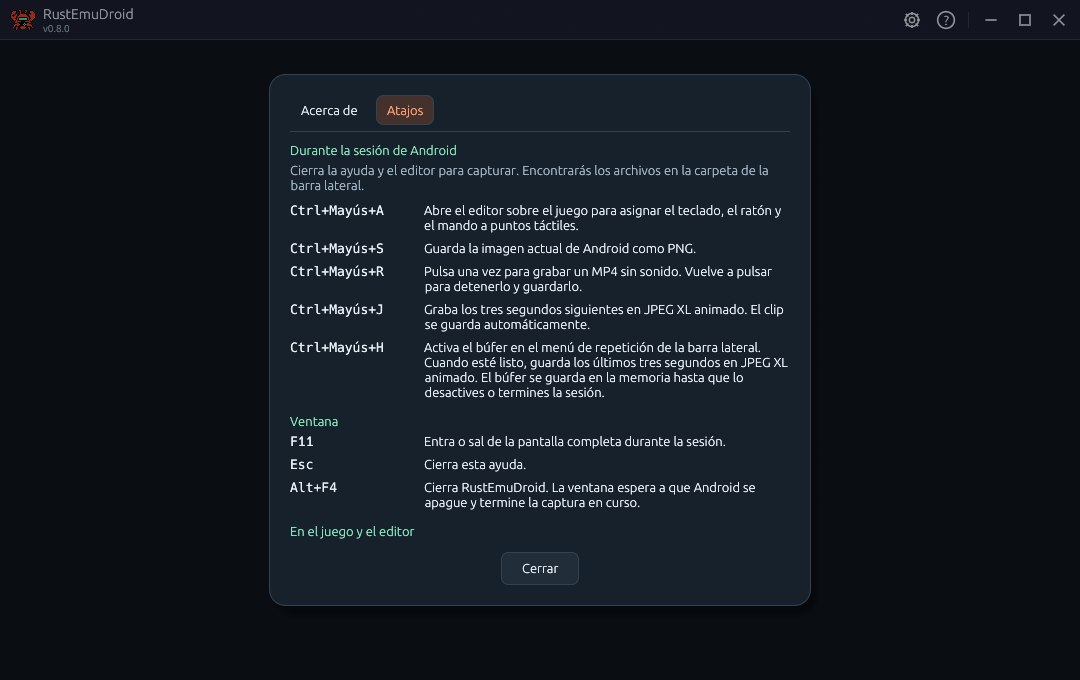 RustEmuDroid
v0.8.0
Acerca de
Atajos
Durante la sesión de Android
Cierra la ayuda y el editor para capturar. Encontrarás los archivos en la carpeta de la
barra lateral.
Ctrl+Mayús+A
Abre el editor sobre el juego para asignar el teclado, el ratón y
el mando a puntos táctiles.
Ctrl+Mayús+S
Guarda la imagen actual de Android como PNG.
Ctrl+Mayús+R
Pulsa una vez para grabar un MP4 sin sonido. Vuelve a pulsar
para detenerlo y guardarlo.
Ctrl+Mayús+J
Graba los tres segundos siguientes en JPEG XL animado. El clip
se guarda automáticamente.
Ctrl+Mayús+H
Activa el búfer en el menú de repetición de la barra lateral.
Cuando esté listo, guarda los últimos tres segundos en JPEG XL
animado. El búfer se guarda en la memoria hasta que lo
desactives o termines la sesión.
Ventana
F11
Entra o sal de la pantalla completa durante la sesión.
Esc
Cierra esta ayuda.
Alt+F4
Cierra RustEmuDroid. La ventana espera a que Android se
apague y termine la captura en curso.
En el juego y el editor
Cerrar